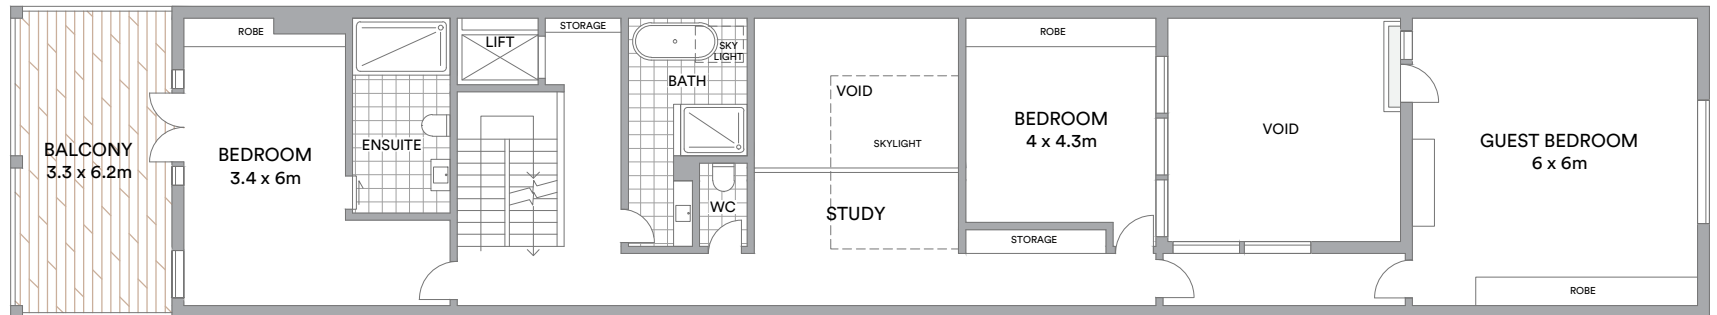 BALCONY
3.3 x 6.2m
ROBE
BEDROOM
3.4 x 6m
ENSUITE
LIFT
STORAGE
SKY
LIGHT
BATH
WC
VOID
SKYLIGHT
STUDY
ROBE
BEDROOM
4 x 4.3m
STORAGE
VOID
GUEST BEDROOM
6 x 6m
ROBE